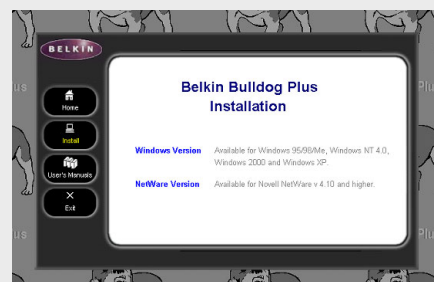 BELKIN
Home
Install
User's Manuals
Exit
Belkin Bulldog Plus
Installation
Windows Version Available for Windows 95/98/Me, Windows NT 4.0,
Windows 2000 and Windows XP.
NetWare Version Available for Novell NetWare v 4.10 and higher.